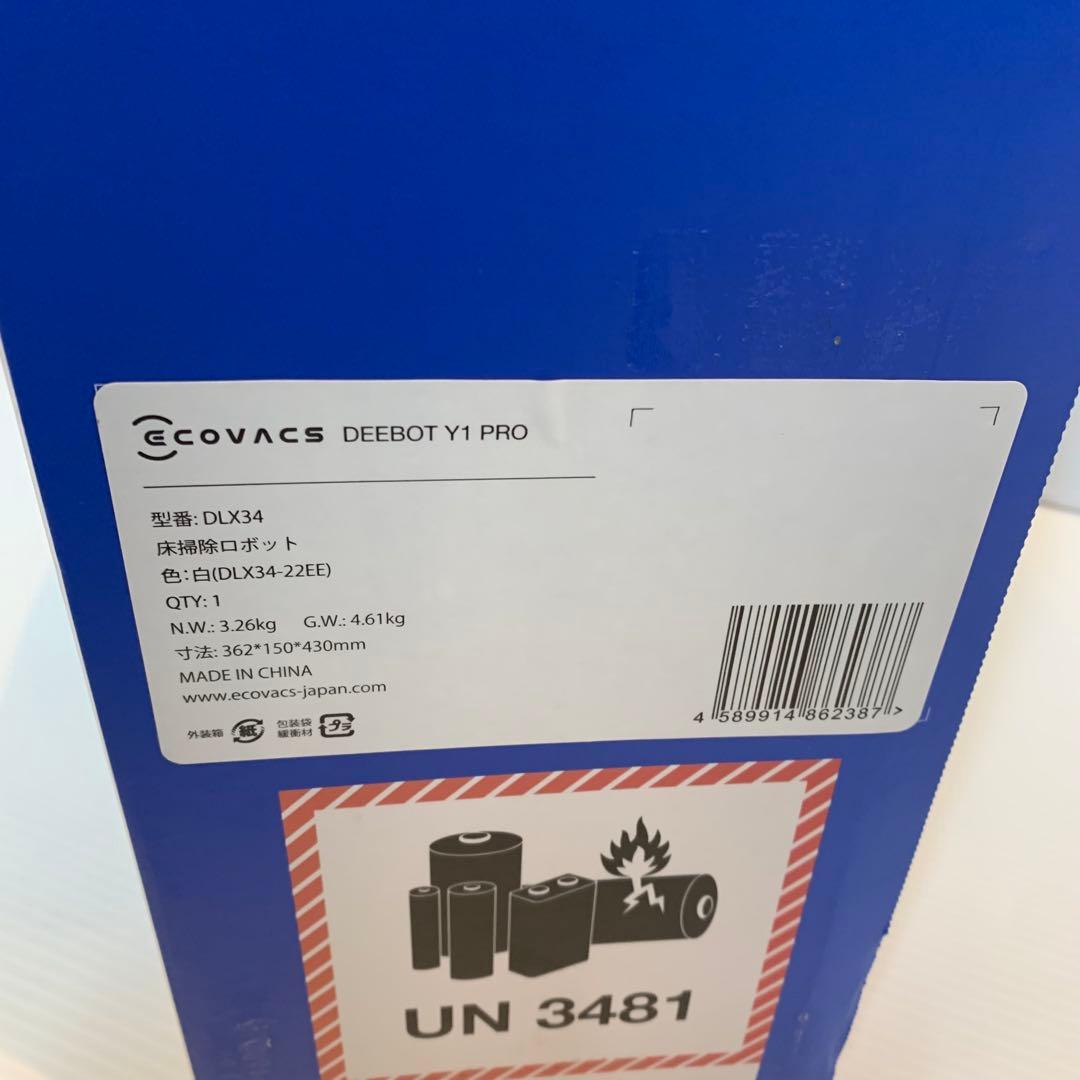 ECOVACS DEEBOT Y1 PRO
型番: DLX34
床掃除ロボット
色:白(DLX34-22EE)
QTY: 1
N.W.: 3.26kg G.W.: 4.61kg
寸法: 362*150*430mm
MADE IN CHINA
www.ecovacs-japan.com
外装箱 紙 包装袋 緩衝材 プラ
4 589914 862387 >
UN 3481